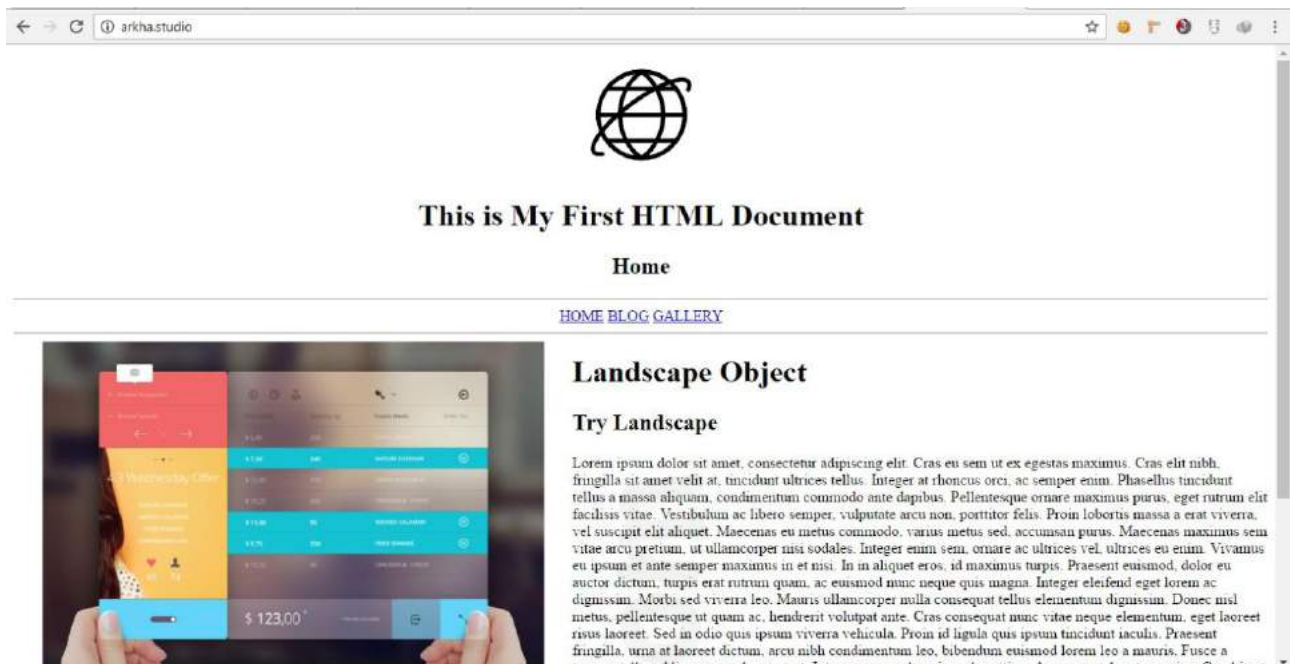 arkha.studio
This is My First HTML Document
Home
HOME BLOG GALLERY
Wednesday Offer
$ 123,00
Landscape Object
Try Landscape
Lorem ipsum dolor sit amet, consectetur adipiscing elit. Cras eu sem ut ex egestas maximus. Cras elit nibh,
fringilla sit amet velit at, tincidunt ultrices tellus. Integer at rhoncus orci, ac semper enim. Phasellus tincidunt
tellus a massa aliquam, condimentum commodo ante dapibus. Pellentesque ornare maximus purus, eget rutrum elit
facilisis vitae. Vestibulum ac libero semper, vulputate arcu non, porttitor felis. Proin lobortis massa a erat viverra,
vel suscipit elit aliquet. Maecenas eu metus commodo, varius metus sed, accumsan purus. Maecenas maximus sem
vitae arcu pretium, ut ullamcorper nisi sodales. Integer enim sem, ornare ac ultrices vel, ultrices eu enim. Vivamus
eu ipsum et ante semper maximus in et nisi. In in aliquet eros, id maximus turpis. Praesent euismod, dolor eu
auctor dictum, turpis erat rutrum quam, ac euismod nunc neque quis magna. Integer eleifend eget lorem ac
dignissim. Morbi sed viverra leo. Mauris ullamcorper nulla consequat tellus elementum dignissim. Donec nisl
metus, pellentesque ut quam ac, hendrerit volutpat ante. Cras consequat nunc vitae neque elementum, eget laoreet
risus laoreet. Sed in odio quis ipsum viverra vehicula. Proin id ligula quis ipsum tincidunt iaculis. Praesent
fringilla, urna at laoreet dictum, arcu nibh condimentum leo, bibendum euismod lorem leo a mauris. Fusce a